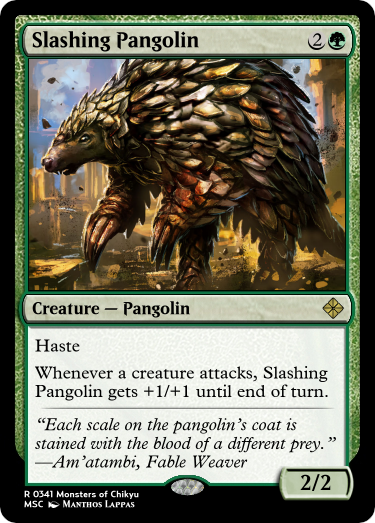 Slashing Pangolin 2
Creature — Pangolin
Haste
Whenever a creature attacks, Slashing
Pangolin gets +1/+1 until end of turn.
“Each scale on the pangolin’s coat is
stained with the blood of a different prey.”
—Am’atambi, Fable Weaver
2/2
R 0341 Monsters of Chikyu
MSC Manthos Lappas